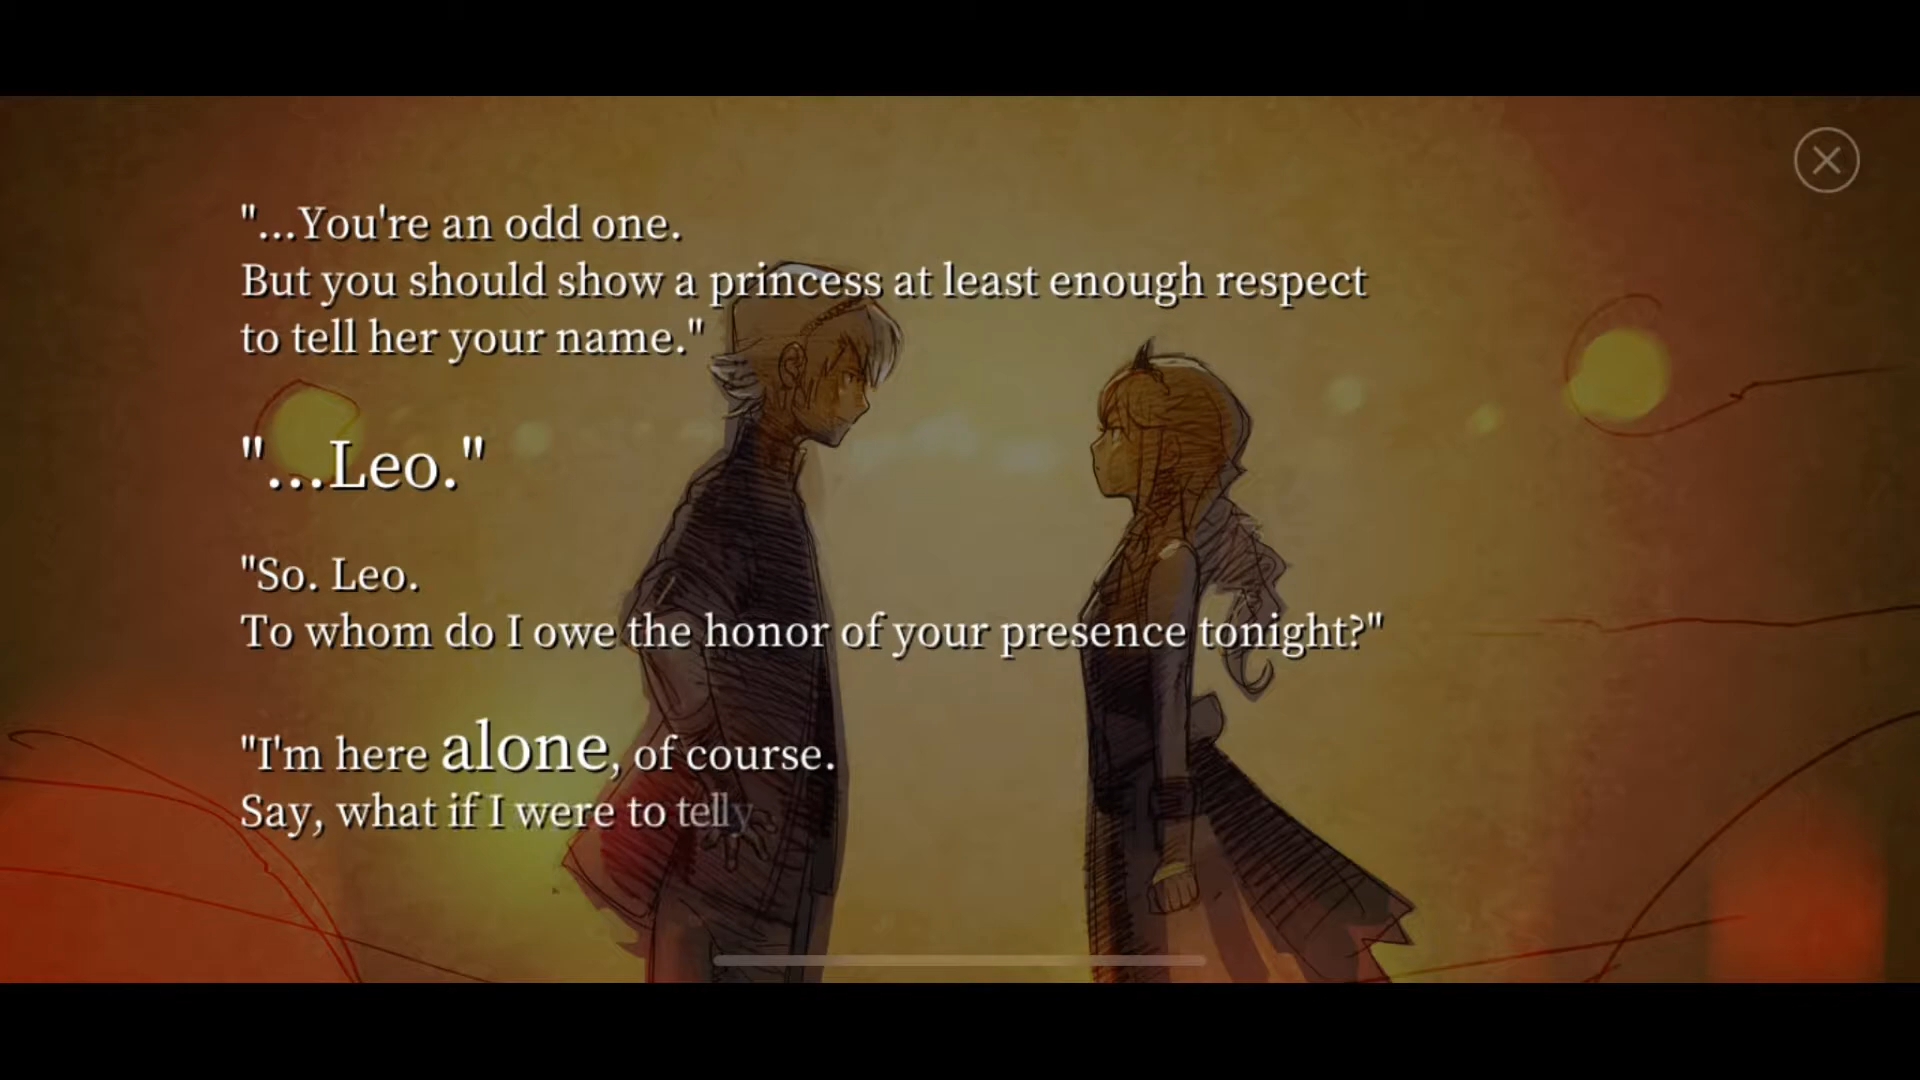 "...You're an odd one.
But you should show a princess at least enough respect
to tell her your name."
"...Leo."
"So. Leo.
To whom do I owe the honor of your presence tonight?"
"I'm here alone, of course.
Say, what if I were to tell y